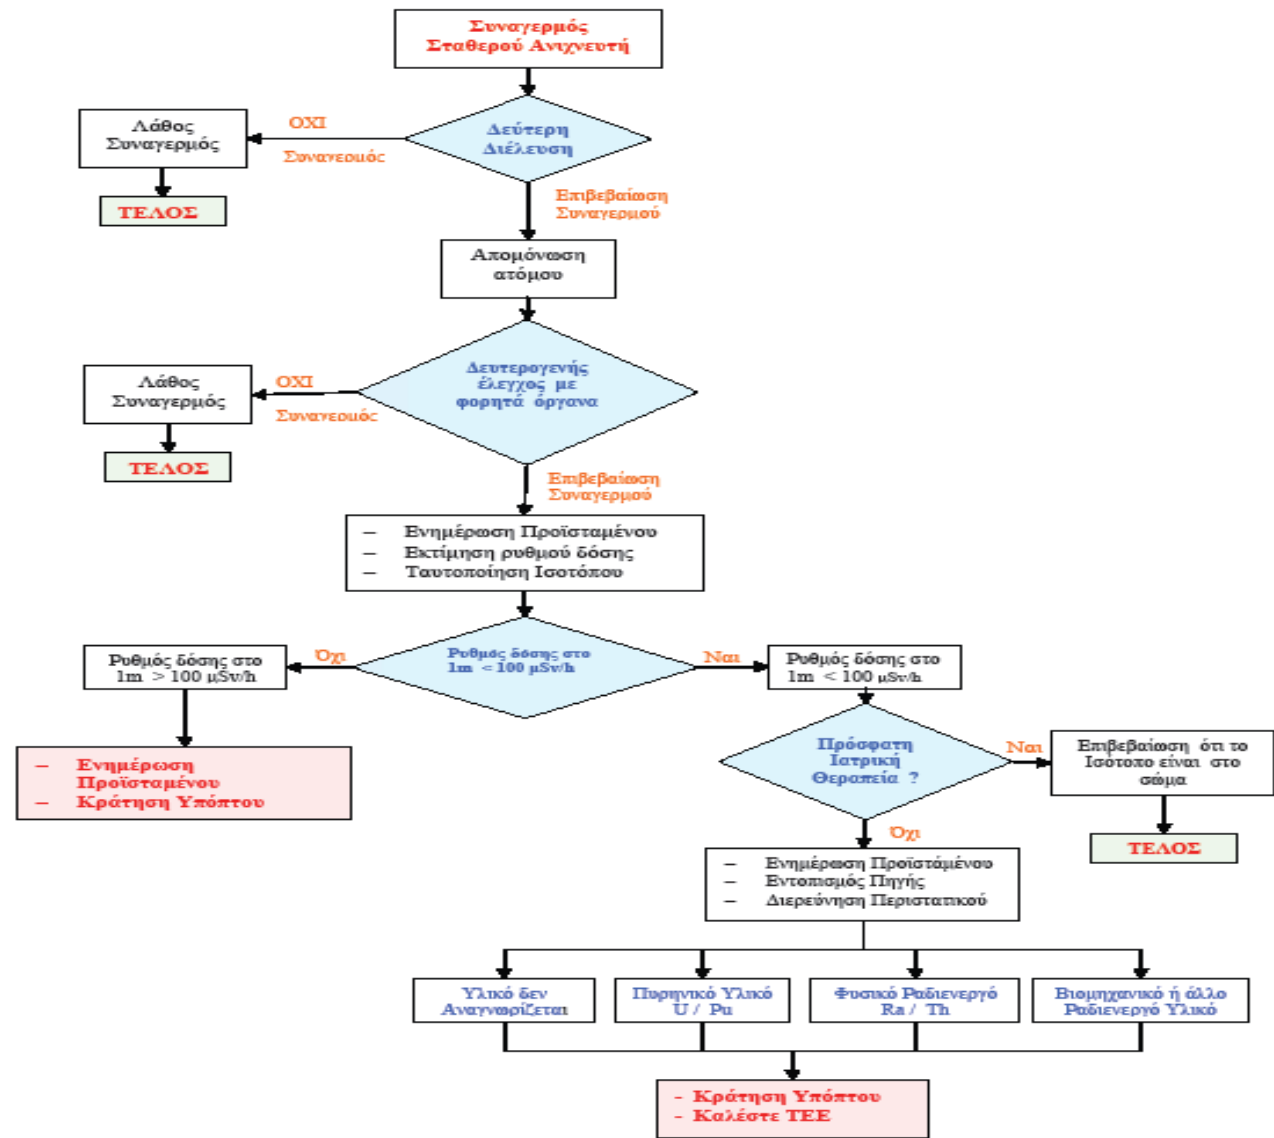 Συναγερμός
Σταθερού Ανιχνευτή
Δεύτερη
Διέλευση
ΟΧΙ
Συναγερμός
Λάθος
Συναγερμός
ΤΕΛΟΣ
Επιβεβαίωση
Συναγερμού
Απομόνωση
ατόμου
Δευτερογενής
έλεγχος με
φορητά όργανα
ΟΧΙ
Συναγερμός
Λάθος
Συναγερμός
ΤΕΛΟΣ
Επιβεβαίωση
Συναγερμού
– Ενημέρωση Προϊσταμένου
– Εκτίμηση ρυθμού δόσης
– Ταυτοποίηση Ισοτόπου
Ρυθμός δόσης στο
1m < 100 μSv/h
Όχι
Ρυθμός δόσης στο
1m > 100 μSv/h
– Ενημέρωση
Προϊσταμένου
– Κράτηση Υπόπτου
Ναι
Ρυθμός δόσης στο
1m < 100 μSv/h
Πρόσφατη
Ιατρική
Θεραπεία ?
Ναι
Επιβεβαίωση ότι το
Ισότοπο είναι στο
σώμα
ΤΕΛΟΣ
Όχι
– Ενημέρωση Προϊστάμένου
– Εντοπισμός Πηγής
– Διερεύνηση Περιστατικού
Υλικό δεν
Αναγνωρίζεται
Πυρηνικό Υλικό
U / Pu
Φυσικό Ραδιενεργό
Ra / Th
Βιομηχανικό ή άλλο
Ραδιενεργό Υλικό
- Κράτηση Υπόπτου
- Καλέστε ΤΕΕ